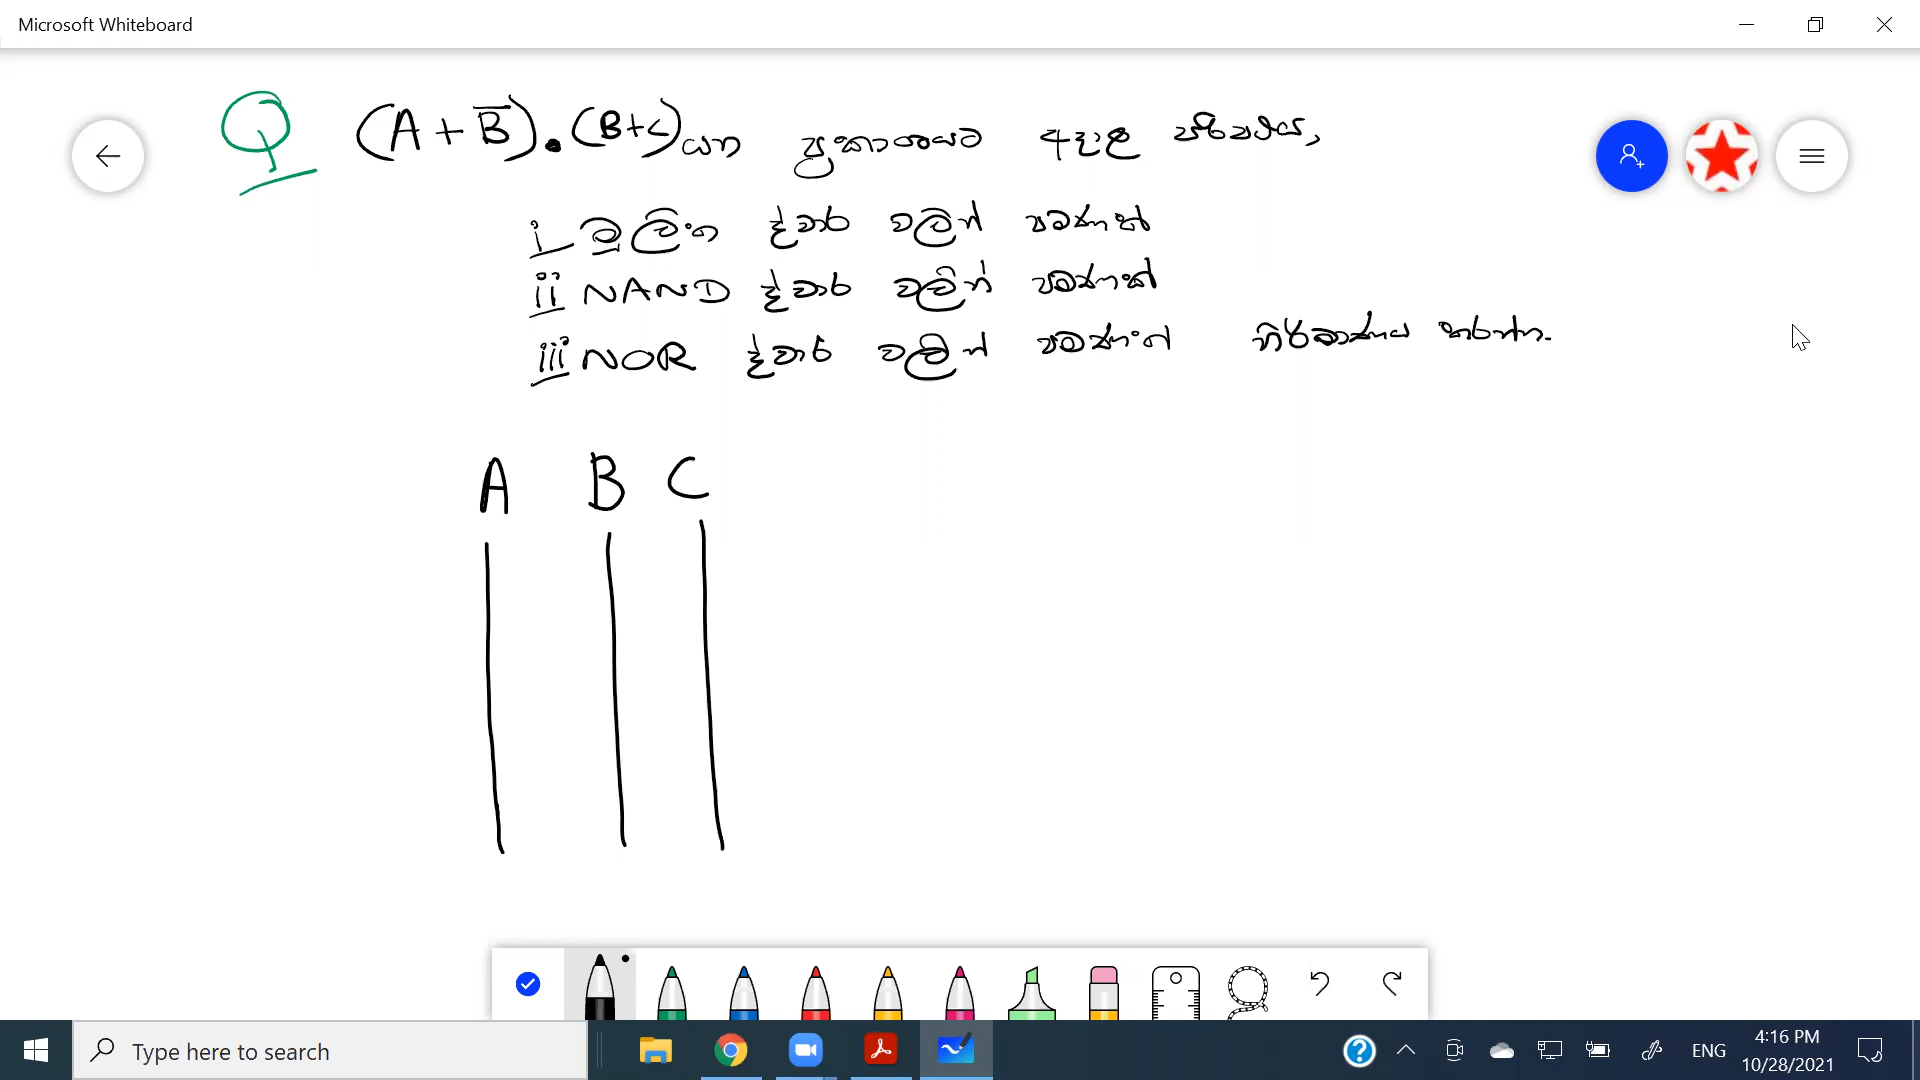 Microsoft Whiteboard
Q (A + B̅).(B+C) යන ප්‍රකාශයට අදාළ පරිපථය,
i මූලික ද්වාර වලින් පමණක්
ii NAND ද්වාර වලින් පමණක්
iii NOR ද්වාර වලින් පමණක් නිර්මාණය කරන්න.
A B C
Type here to search
ENG
4:16 PM
10/28/2021